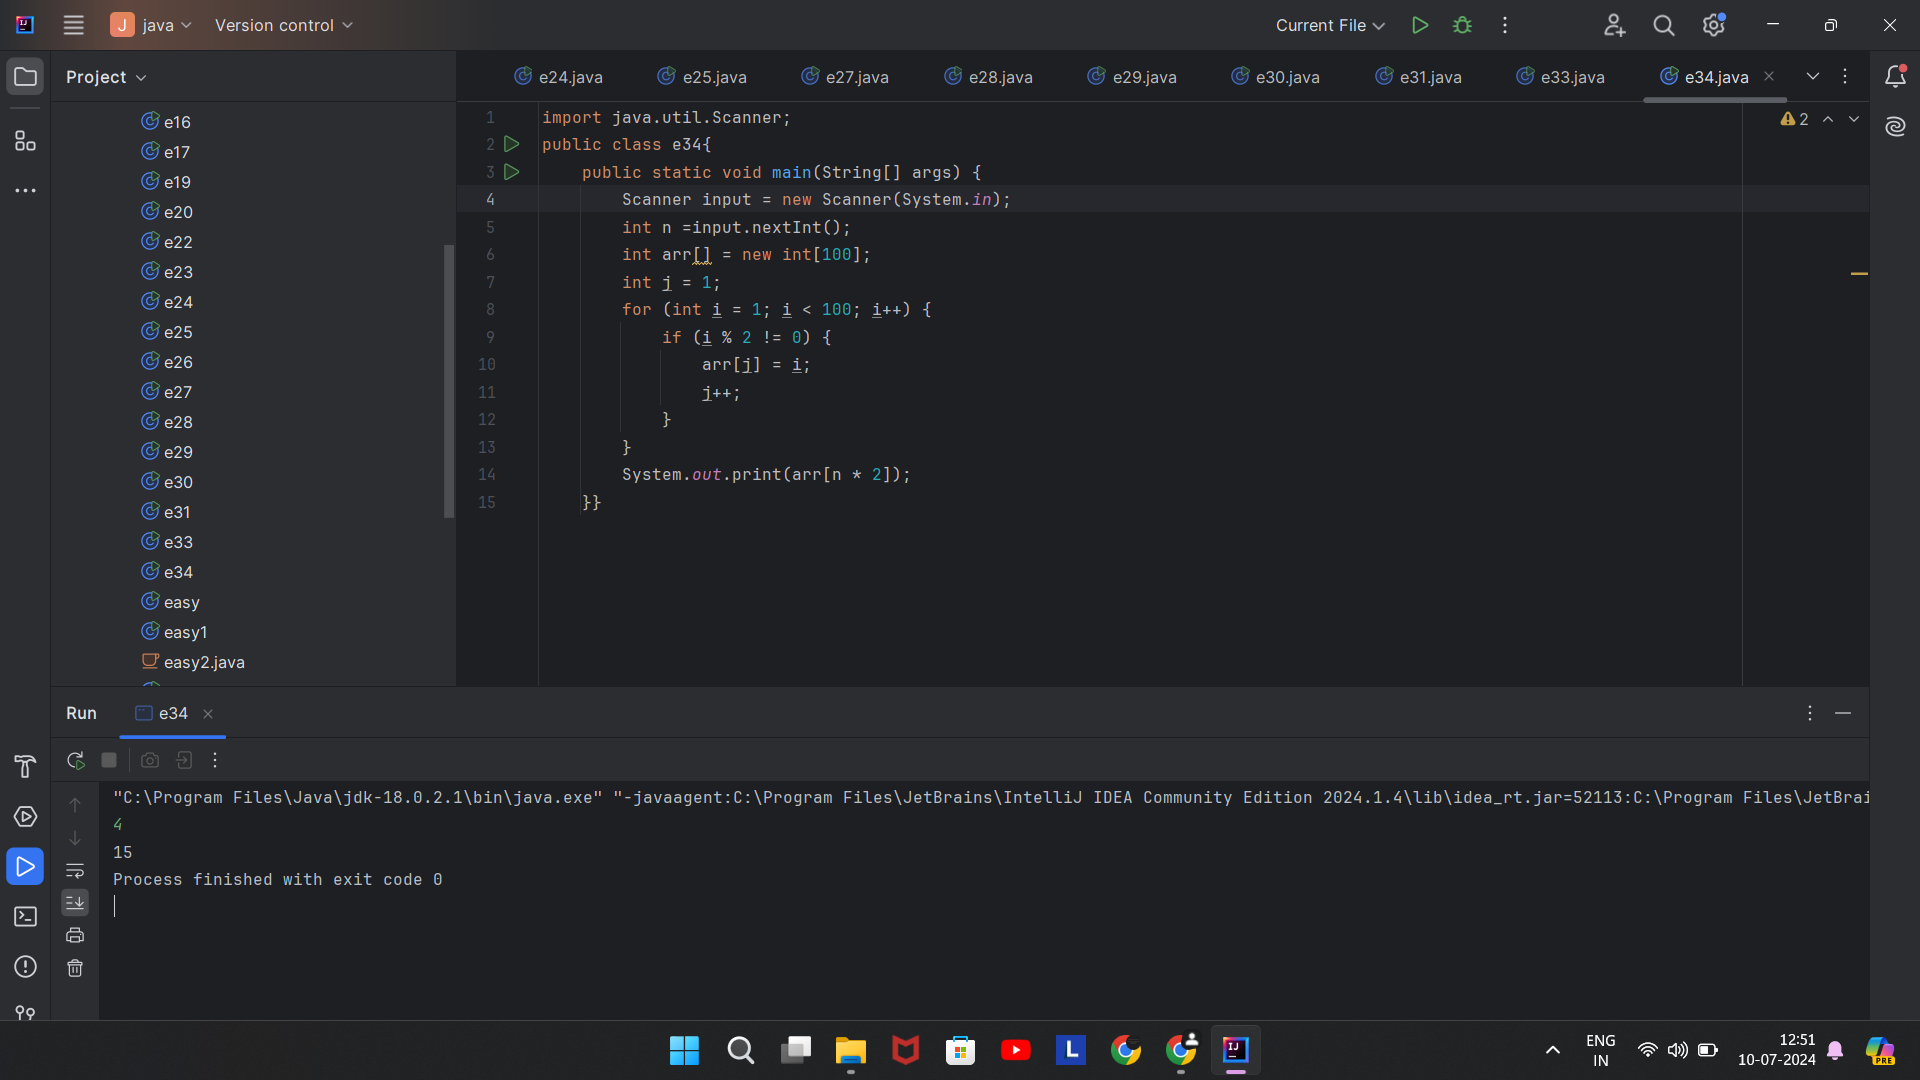 J java Version control Current File
Project
e24.java e25.java e27.java e28.java e29.java e30.java e31.java e33.java e34.java
e16
e17
e19
e20
e22
e23
e24
e25
e26
e27
e28
e29
e30
e31
e33
e34
easy
easy1
easy2.java
2
1 import java.util.Scanner;
2 public class e34{
3 public static void main(String[] args) {
4 Scanner input = new Scanner(System.in);
5 int n =input.nextInt();
6 int arr[] = new int[100];
7 int j = 1;
8 for (int i = 1; i < 100; i++) {
9 if (i % 2 != 0) {
10 arr[j] = i;
11 j++;
12 }
13 }
14 System.out.print(arr[n * 2]);
15 }}
Run e34
"C:\Program Files\Java\jdk-18.0.2.1\bin\java.exe" "-javaagent:C:\Program Files\JetBrains\IntelliJ IDEA Community Edition 2024.1.4\lib\idea_rt.jar=52113:C:\Program Files\JetBrai
4
15
Process finished with exit code 0
L
IJ
ENG
IN
12:51
10-07-2024
PRE